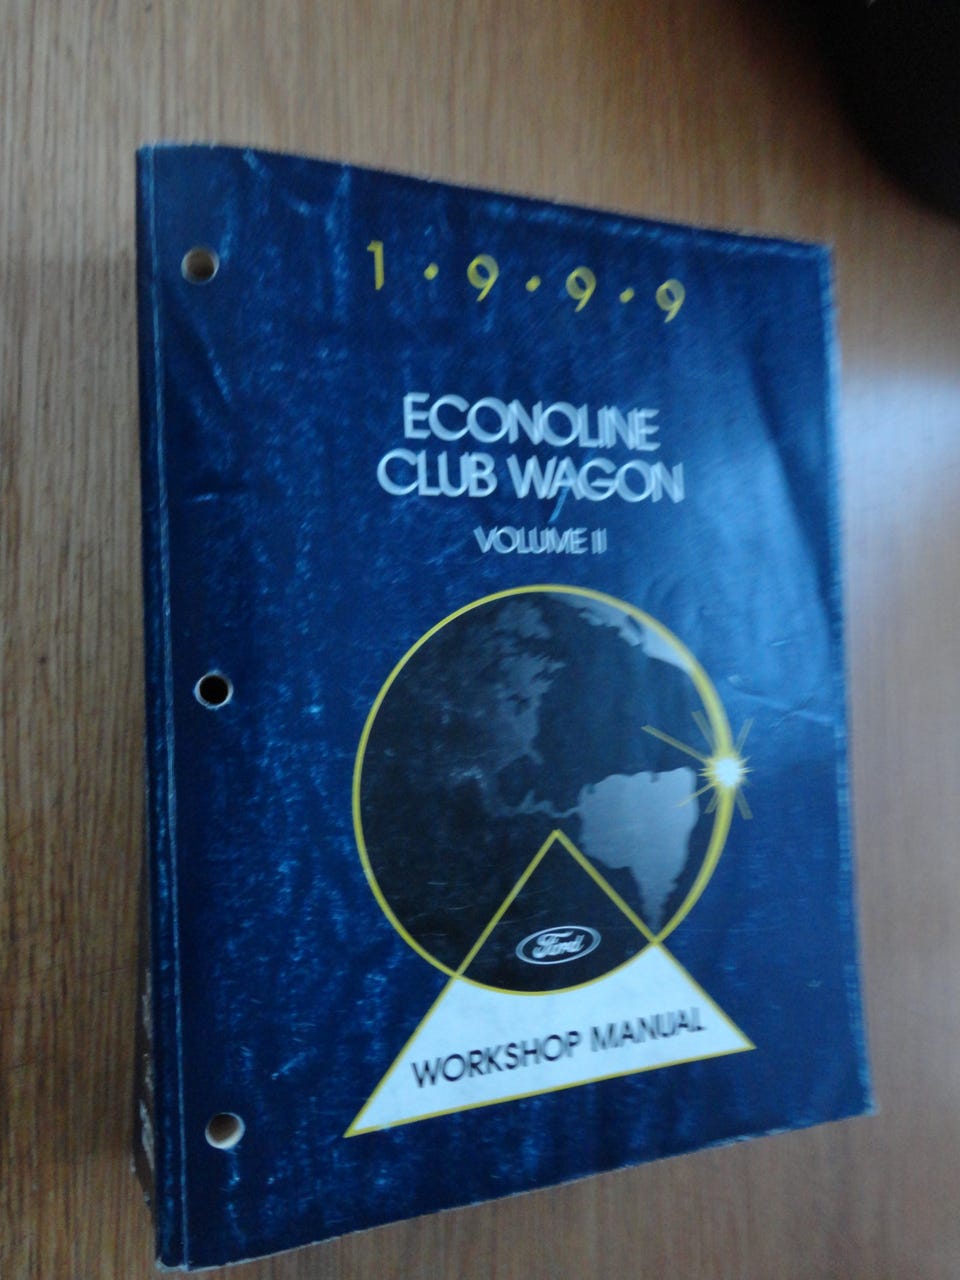 1·9·9·9
ECONOLINE
CLUB WAGON
VOLUME II
Ford
WORKSHOP MANUAL